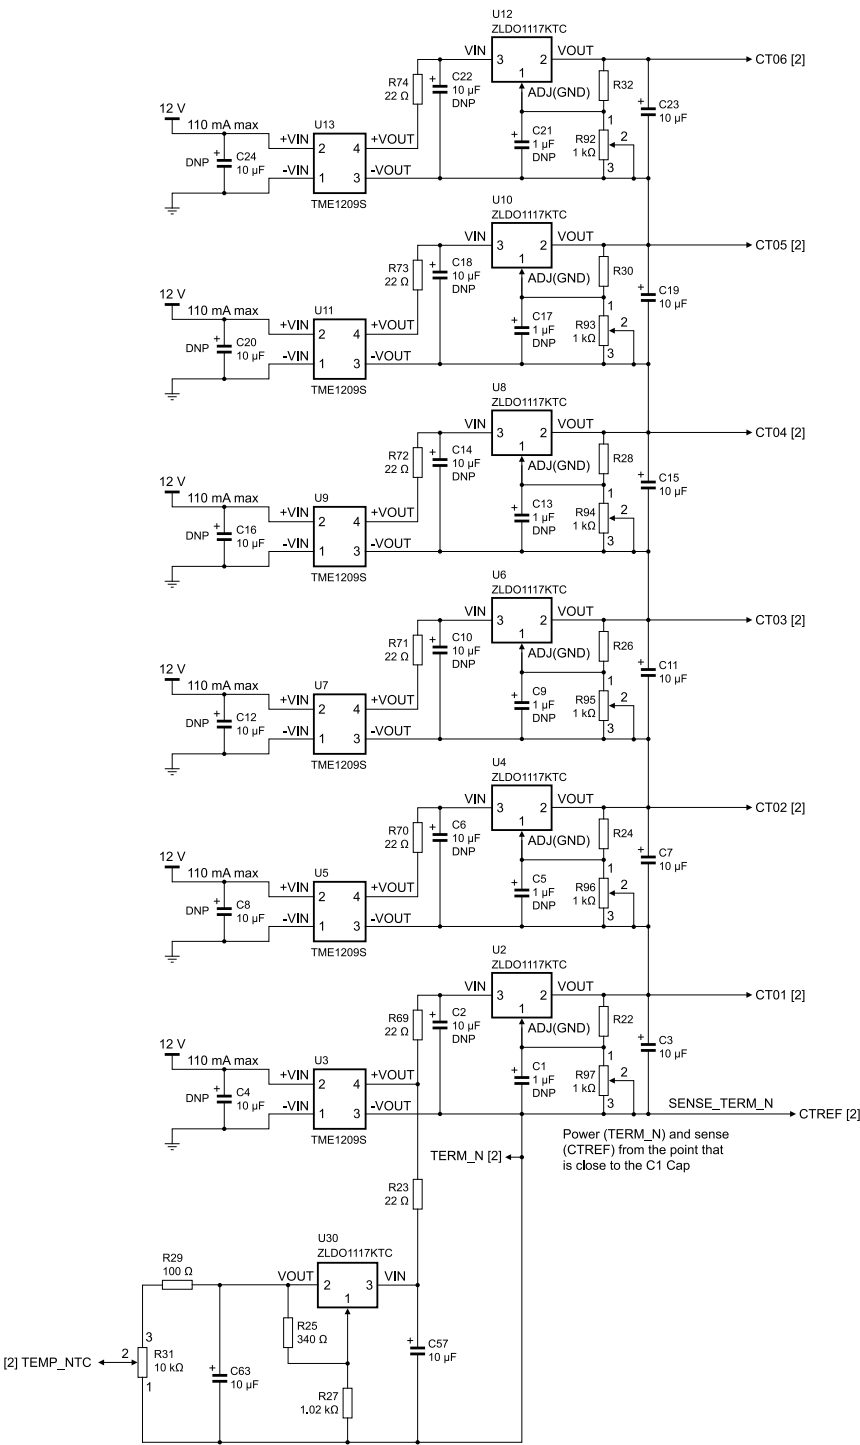 U12
ZLDO1117KTC
VIN
3
2
VOUT
CT06 [2]
1
ADJ(GND)
R74
22 Ω
+
C22
10 µF
DNP
R32
+
C23
10 µF
12 V
110 mA max
U13
+VIN
2
4
+VOUT
+
C21
1 µF
DNP
1
R92
1 kΩ
2
3
DNP
+
C24
10 µF
-VIN
1
3
-VOUT
TME1209S
U10
ZLDO1117KTC
VIN
3
2
VOUT
CT05 [2]
1
ADJ(GND)
R73
22 Ω
+
C18
10 µF
DNP
R30
+
C19
10 µF
12 V
110 mA max
U11
+VIN
2
4
+VOUT
+
C17
1 µF
DNP
1
R93
1 kΩ
2
3
DNP
+
C20
10 µF
-VIN
1
3
-VOUT
TME1209S
U8
ZLDO1117KTC
VIN
3
2
VOUT
CT04 [2]
1
ADJ(GND)
R72
22 Ω
+
C14
10 µF
DNP
R28
+
C15
10 µF
12 V
110 mA max
U9
+VIN
2
4
+VOUT
+
C13
1 µF
DNP
1
R94
1 kΩ
2
3
DNP
+
C16
10 µF
-VIN
1
3
-VOUT
TME1209S
U6
ZLDO1117KTC
VIN
3
2
VOUT
CT03 [2]
1
ADJ(GND)
R71
22 Ω
+
C10
10 µF
DNP
R26
+
C11
10 µF
12 V
110 mA max
U7
+VIN
2
4
+VOUT
+
C9
1 µF
DNP
1
R95
1 kΩ
2
3
DNP
+
C12
10 µF
-VIN
1
3
-VOUT
TME1209S
U4
ZLDO1117KTC
VIN
3
2
VOUT
CT02 [2]
1
ADJ(GND)
R70
22 Ω
+
C6
10 µF
DNP
R24
+
C7
10 µF
12 V
110 mA max
U5
+VIN
2
4
+VOUT
+
C5
1 µF
DNP
1
R96
1 kΩ
2
3
DNP
+
C8
10 µF
-VIN
1
3
-VOUT
TME1209S
U2
ZLDO1117KTC
VIN
3
2
VOUT
CT01 [2]
1
ADJ(GND)
R69
22 Ω
+
C2
10 µF
DNP
R22
+
C3
10 µF
12 V
110 mA max
U3
+VIN
2
4
+VOUT
+
C1
1 µF
DNP
1
R97
1 kΩ
2
3
DNP
+
C4
10 µF
-VIN
1
3
-VOUT
TME1209S
SENSE_TERM_N
CTREF [2]
Power (TERM_N) and sense
(CTREF) from the point that
is close to the C1 Cap
TERM_N [2]
R23
22 Ω
U30
ZLDO1117KTC
R29
100 Ω
VOUT
2
3
VIN
1
R25
340 Ω
+
C57
10 µF
3
[2] TEMP_NTC
2
R31
10 kΩ
1
+
C63
10 µF
R27
1.02 kΩ